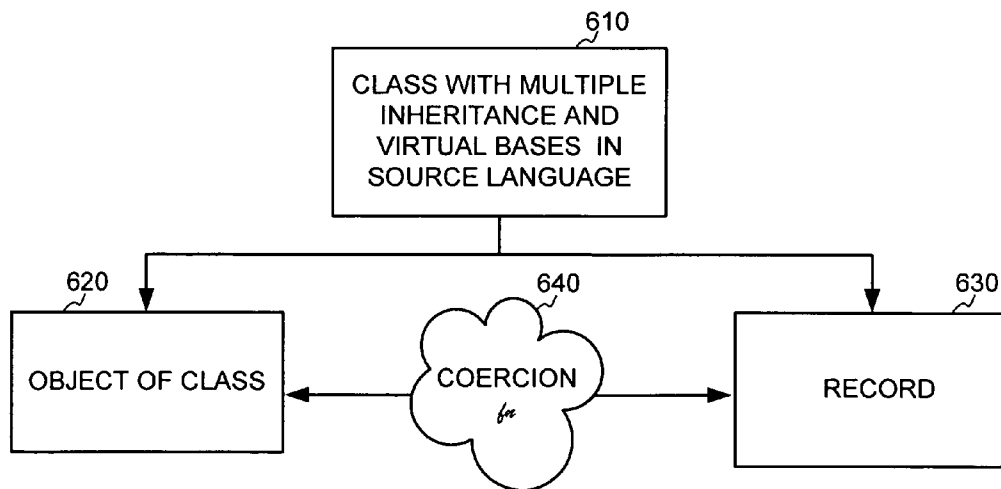 610
CLASS WITH MULTIPLE
INHERITANCE AND
VIRTUAL BASES IN
SOURCE LANGUAGE
620
640
630
OBJECT OF CLASS
COERCION
fn
RECORD